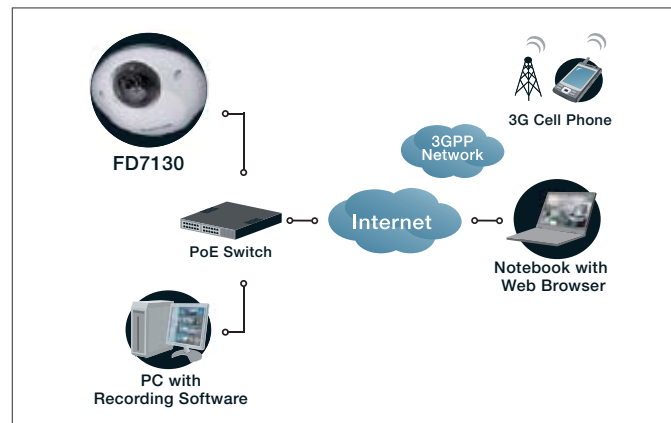 3G Cell Phone
3GPP
Network
FD7130
Internet
PoE Switch
Notebook with
Web Browser
PC with
Recording Software